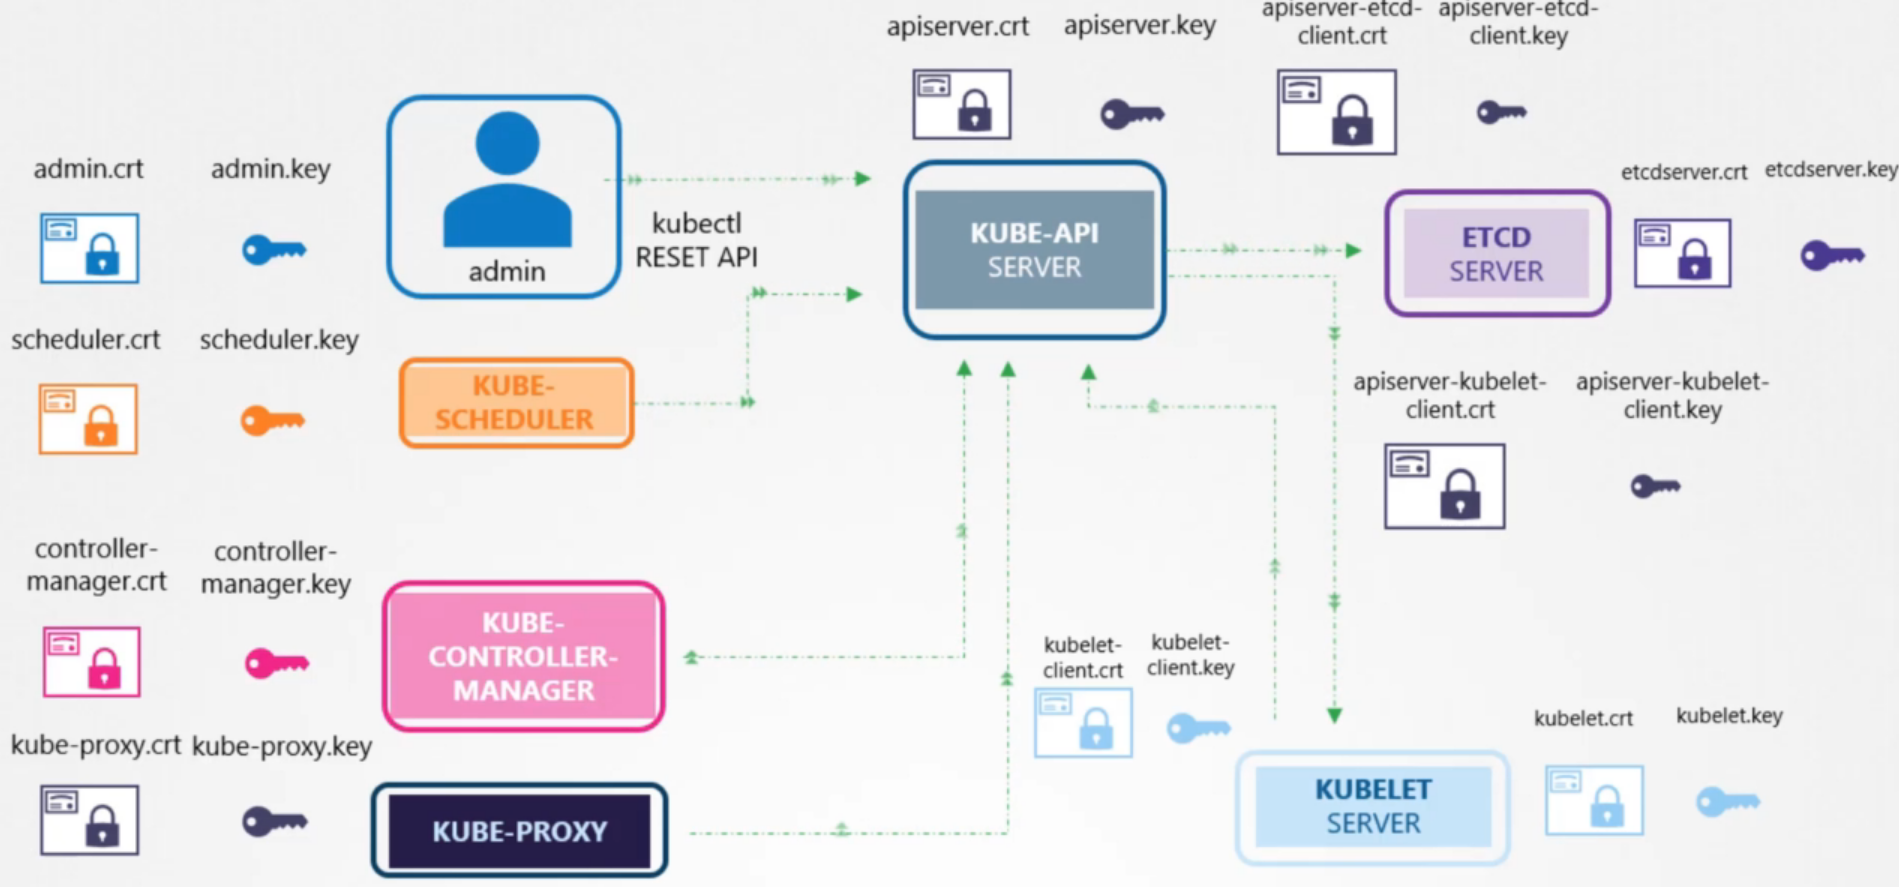 apiserver.crt
apiserver.key
apiserver-etcd-
client.crt
apiserver-etcd-
client.key
admin.crt
admin.key
admin
kubectl
RESET API
KUBE-API
SERVER
ETCD
SERVER
etcdserver.crt
etcdserver.key
scheduler.crt
scheduler.key
KUBE-
SCHEDULER
apiserver-kubelet-
client.crt
apiserver-kubelet-
client.key
controller-
manager.crt
controller-
manager.key
KUBE-
CONTROLLER-
MANAGER
kubelet-
client.crt
kubelet-
client.key
kube-proxy.crt
kube-proxy.key
KUBE-PROXY
KUBELET
SERVER
kubelet.crt
kubelet.key